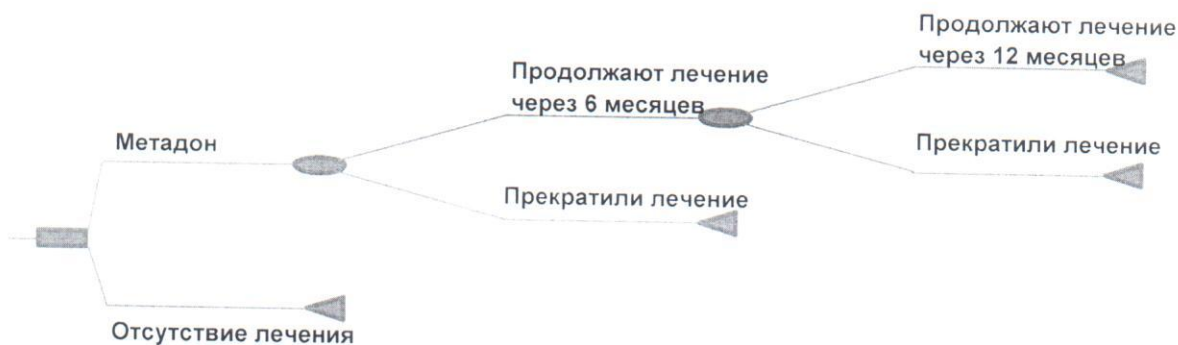 Продолжают лечение
через 12 месяцев
Продолжают лечение
через 6 месяцев
Метадон
Прекратили лечение
Прекратили лечение
Отсутствие лечения